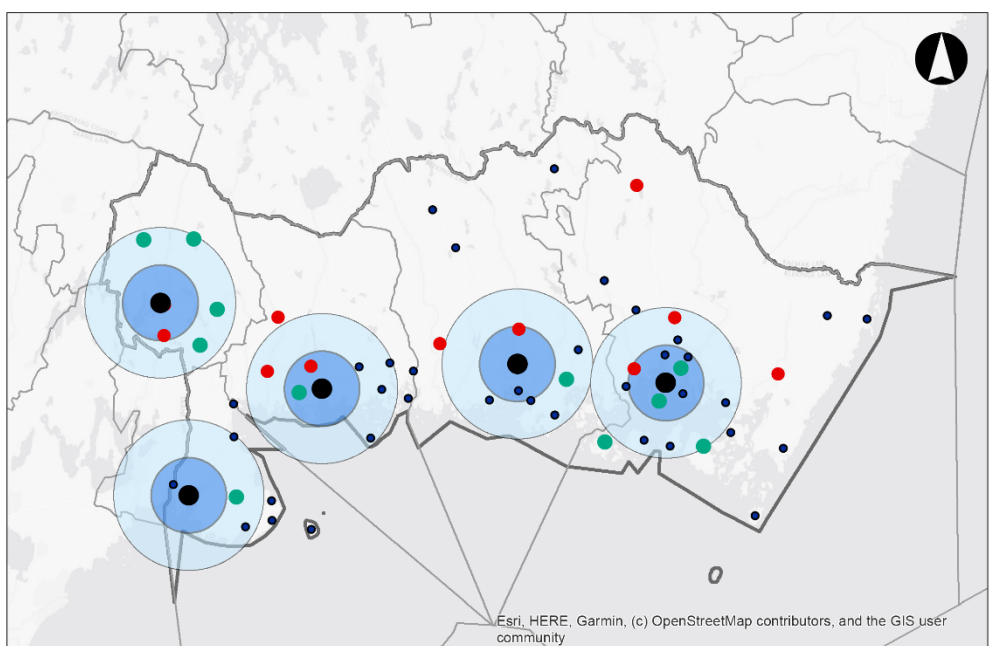 Esri, HERE, Garmin, (c) OpenStreetMap contributors, and the GIS user
community